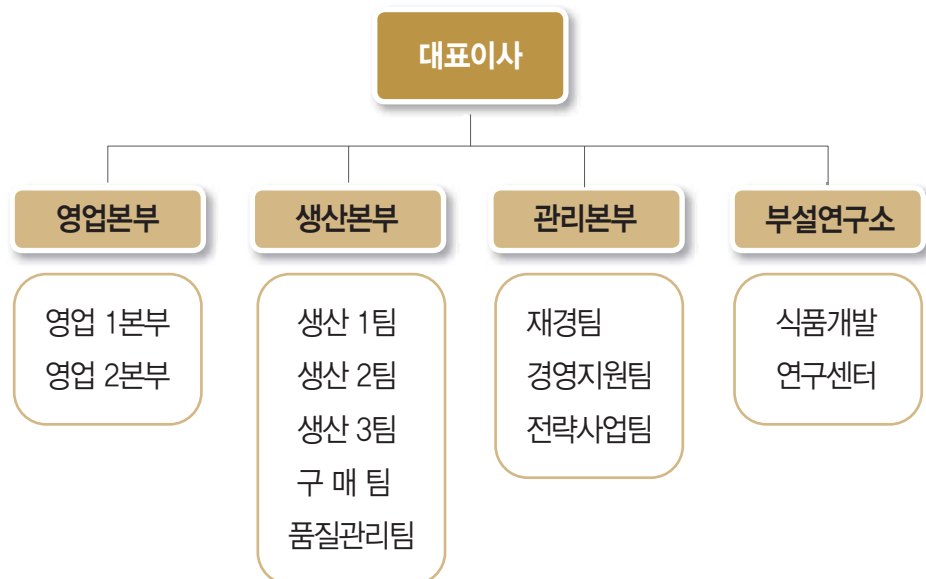 대표이사
영업본부
생산본부
관리본부
부설연구소
영업 1본부
영업 2본부
생산 1팀
생산 2팀
생산 3팀
구 매 팀
품질관리팀
재경팀
경영지원팀
전략사업팀
식품개발
연구센터